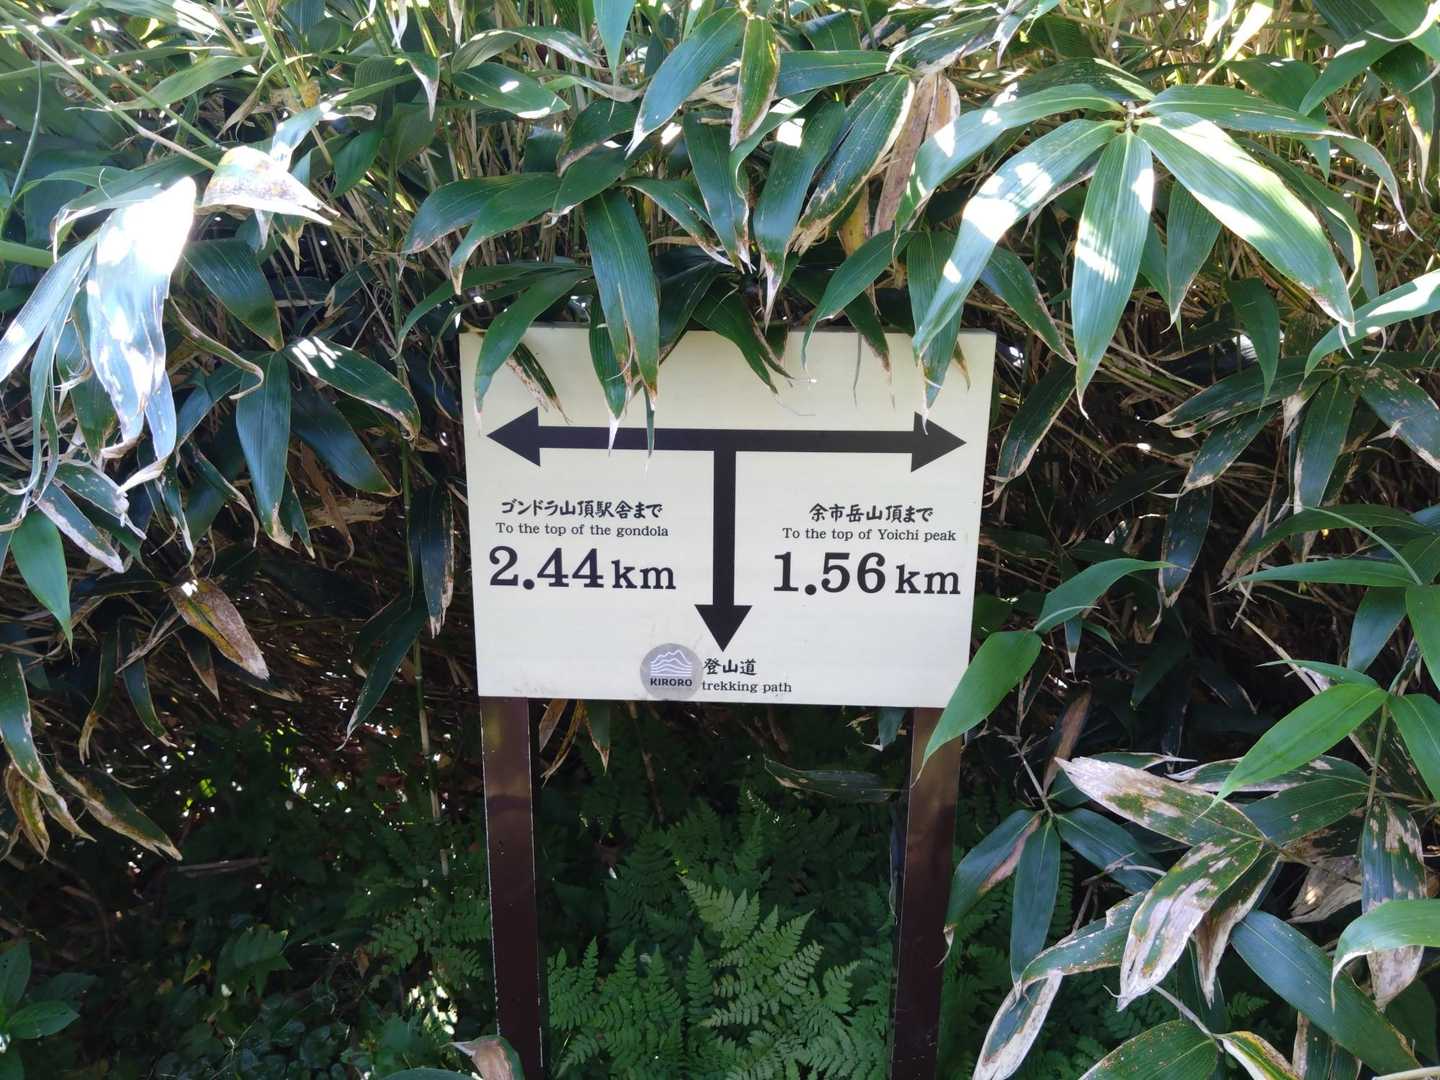 ゴンドラ山頂駅舎まで
To the top of the gondola
2.44km
余市岳山頂まで
To the top of Yoichi peak
1.56km
登山道
trekking path
KIRORO